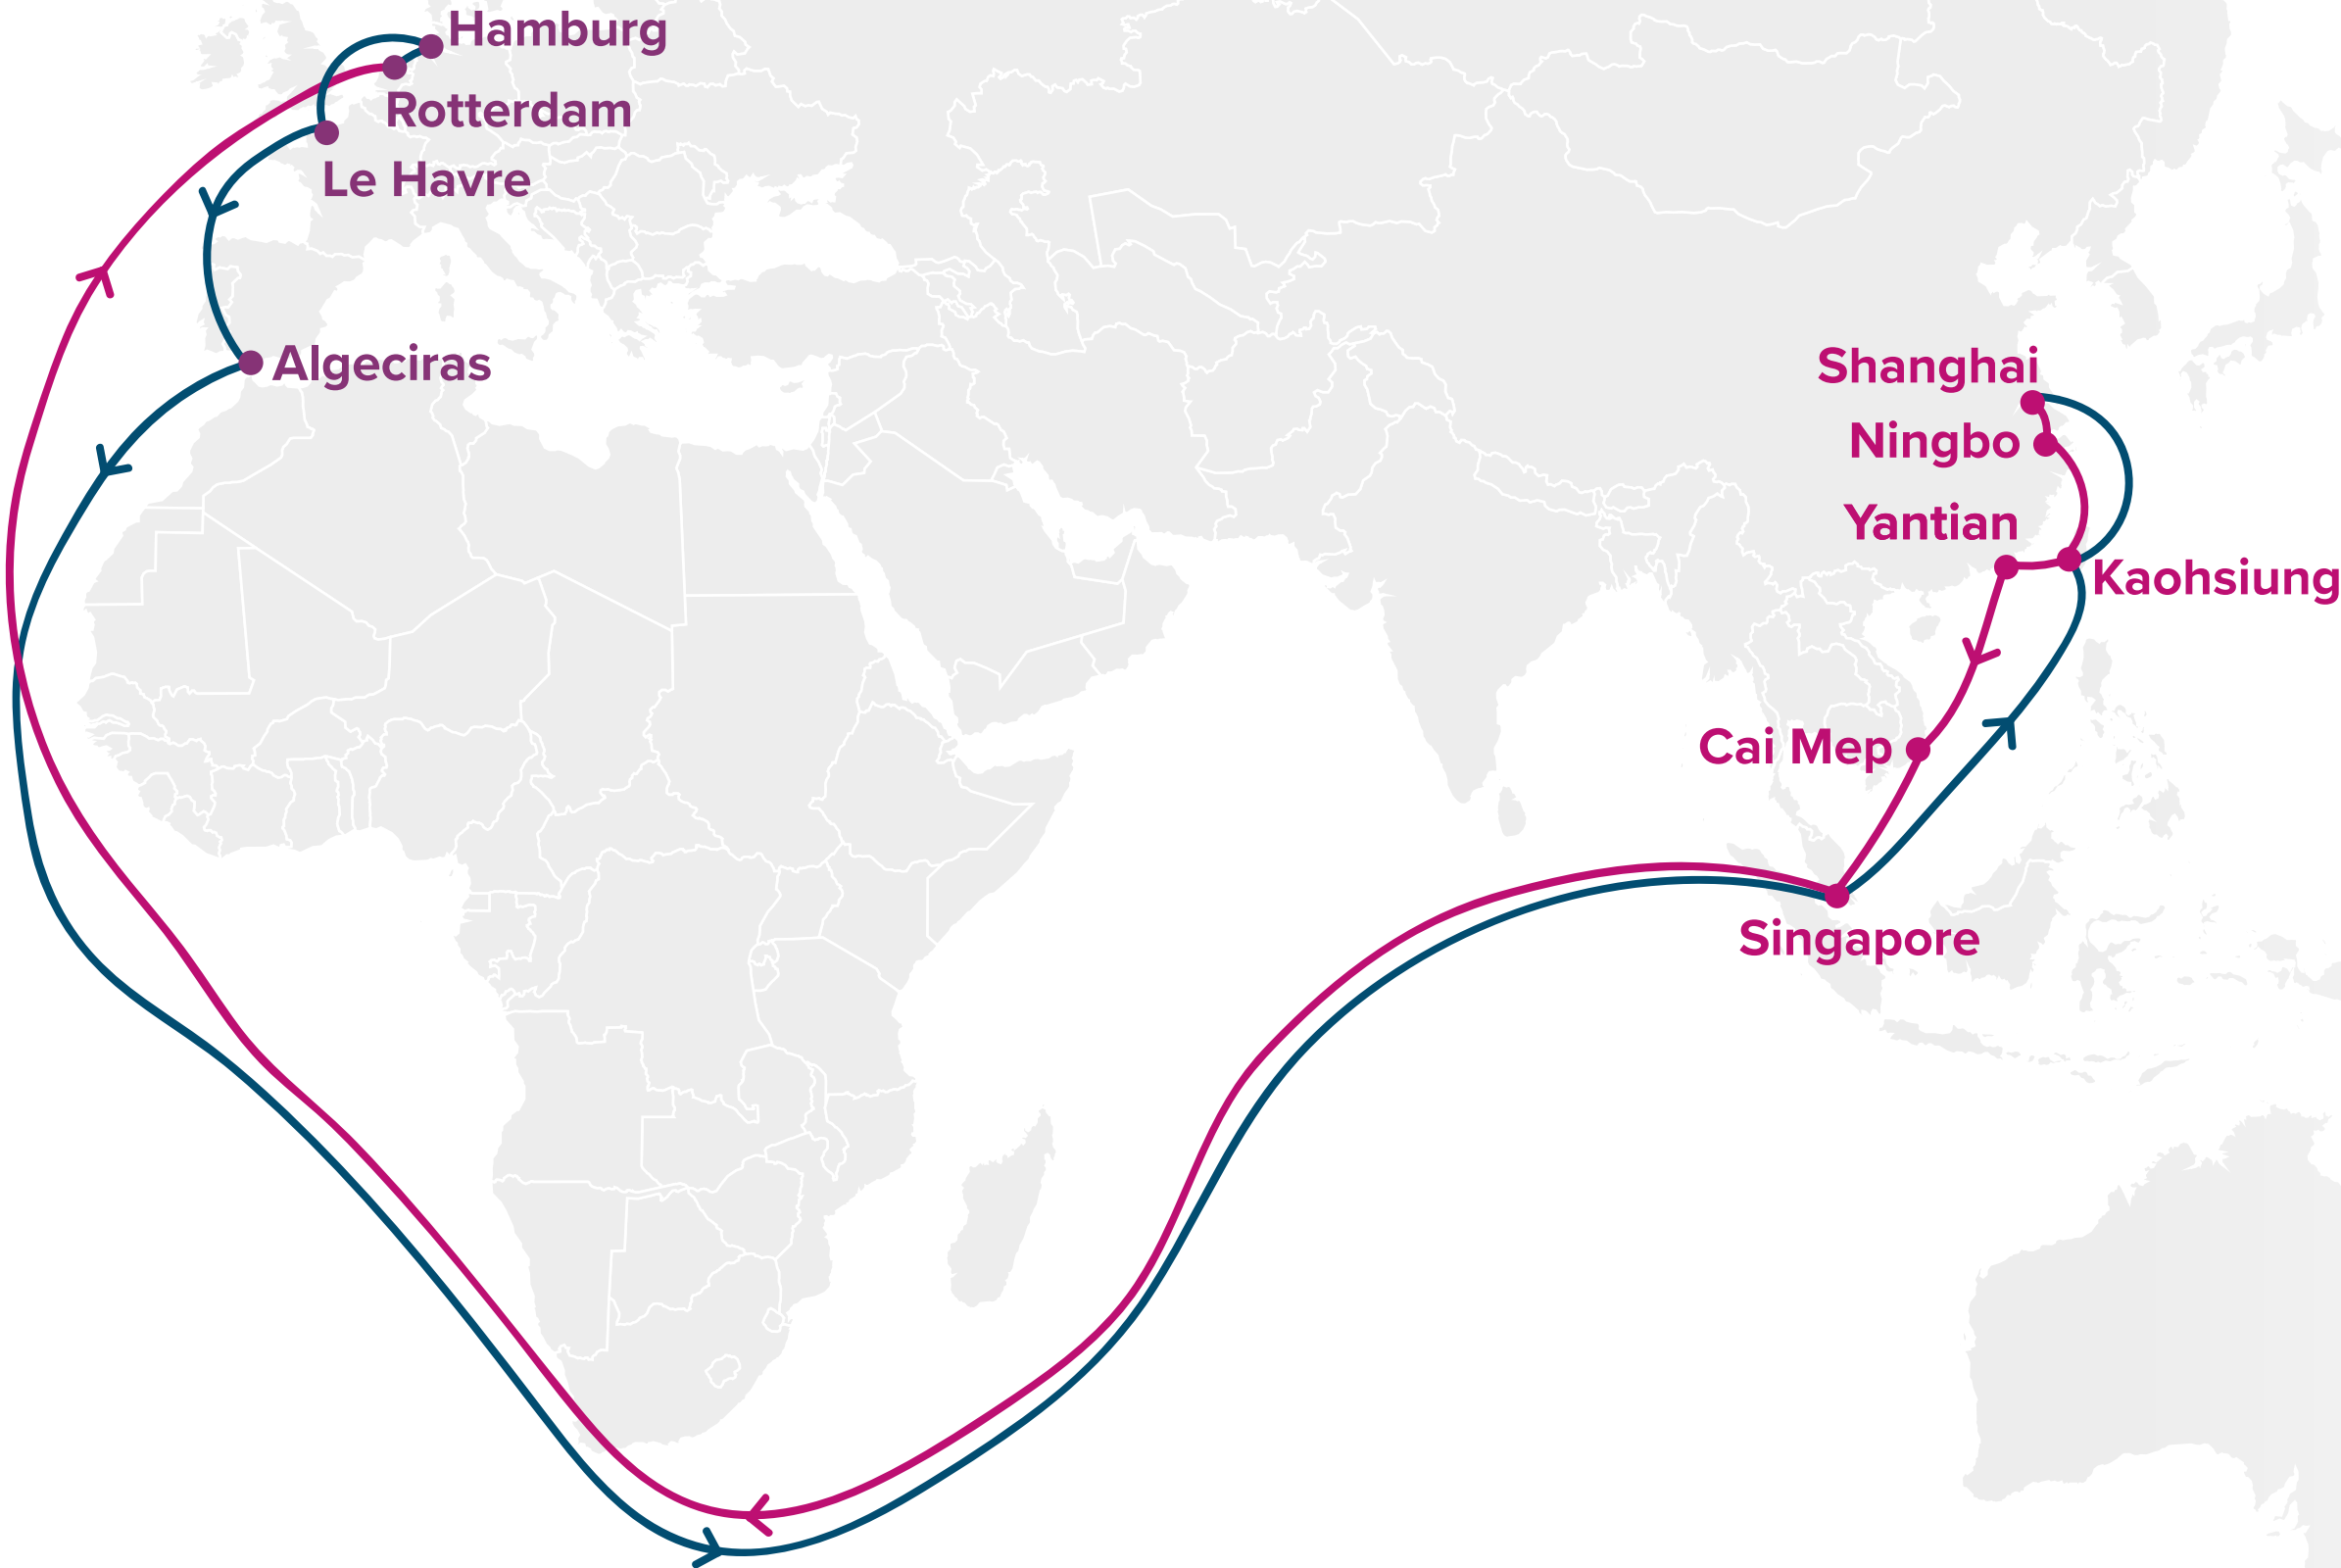 Hamburg
Rotterdam
Le Havre
Algeciras
Shanghai
Ningbo
Yantian
Kaohsiung
Cai Mep
Singapore